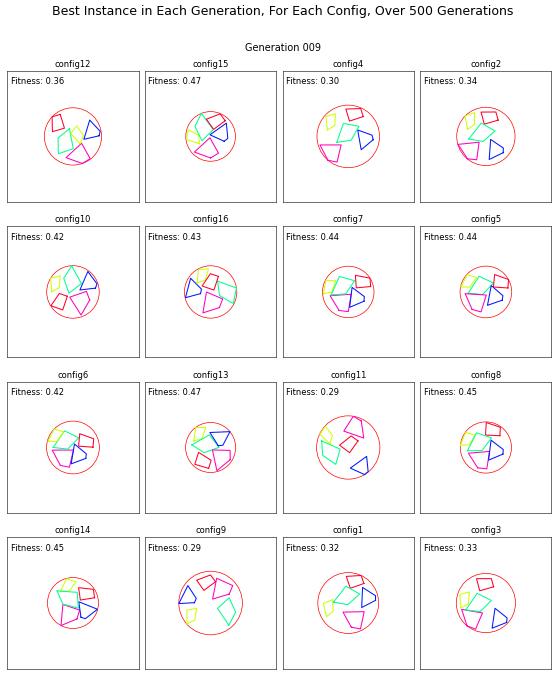 Best Instance in Each Generation, For Each Config, Over 500 Generations
Generation 009
config12 config15 config4 config2
Fitness: 0.36 Fitness: 0.47 Fitness: 0.30 Fitness: 0.34
config10 config16 config7 config5
Fitness: 0.42 Fitness: 0.43 Fitness: 0.44 Fitness: 0.44
config6 config13 config11 config8
Fitness: 0.42 Fitness: 0.47 Fitness: 0.29 Fitness: 0.45
config14 config9 config1 config3
Fitness: 0.45 Fitness: 0.29 Fitness: 0.32 Fitness: 0.33